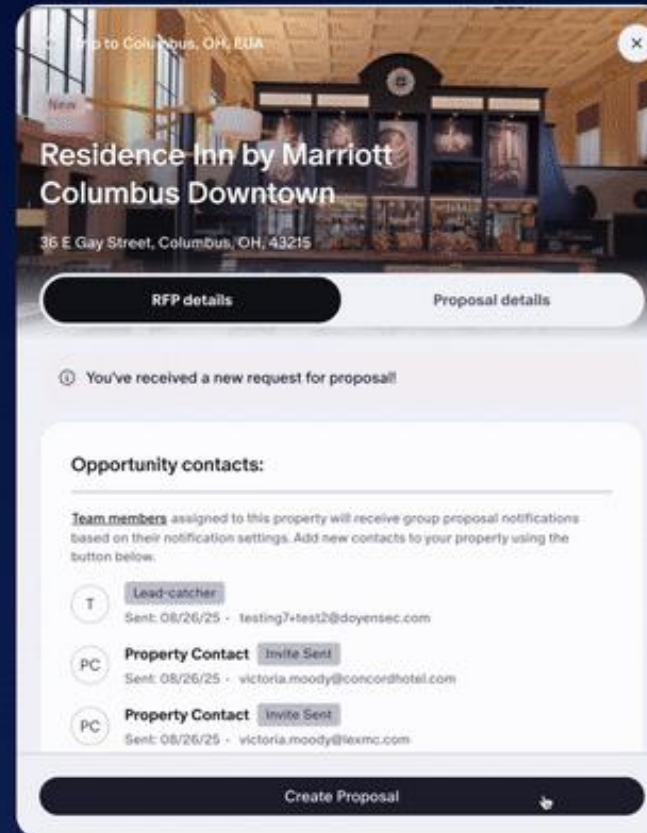 Trip to Columbus, OH, EUA
New
Residence Inn by Marriott
Columbus Downtown
36 E Gay Street, Columbus, OH, 43215
RFP details
Proposal details
You've received a new request for proposal!
Opportunity contacts:
Team members assigned to this property will receive group proposal notifications
based on their notification settings. Add new contacts to your property using the
button below.
T
Lead-catcher
Sent: 08/26/25 - testing7+test2@doyensec.com
PC
Property Contact Invite Sent
Sent: 08/26/25 - victoria.moody@concordhotel.com
PC
Property Contact Invite Sent
Sent: 08/26/25 - victoria.moody@lexmc.com
Create Proposal